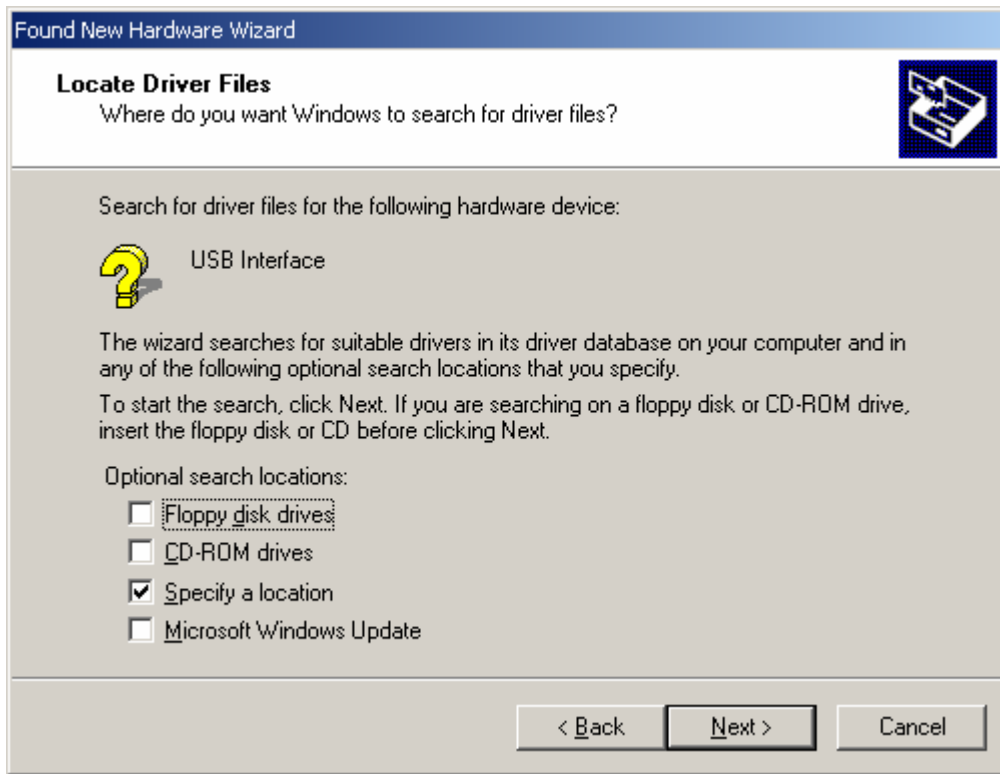 Found New Hardware Wizard
Locate Driver Files
Where do you want Windows to search for driver files?
Search for driver files for the following hardware device:
USB Interface
The wizard searches for suitable drivers in its driver database on your computer and in
any of the following optional search locations that you specify.
To start the search, click Next. If you are searching on a floppy disk or CD-ROM drive,
insert the floppy disk or CD before clicking Next.
Optional search locations:
Floppy disk drives
CD-ROM drives
Specify a location
Microsoft Windows Update
< Back Next > Cancel